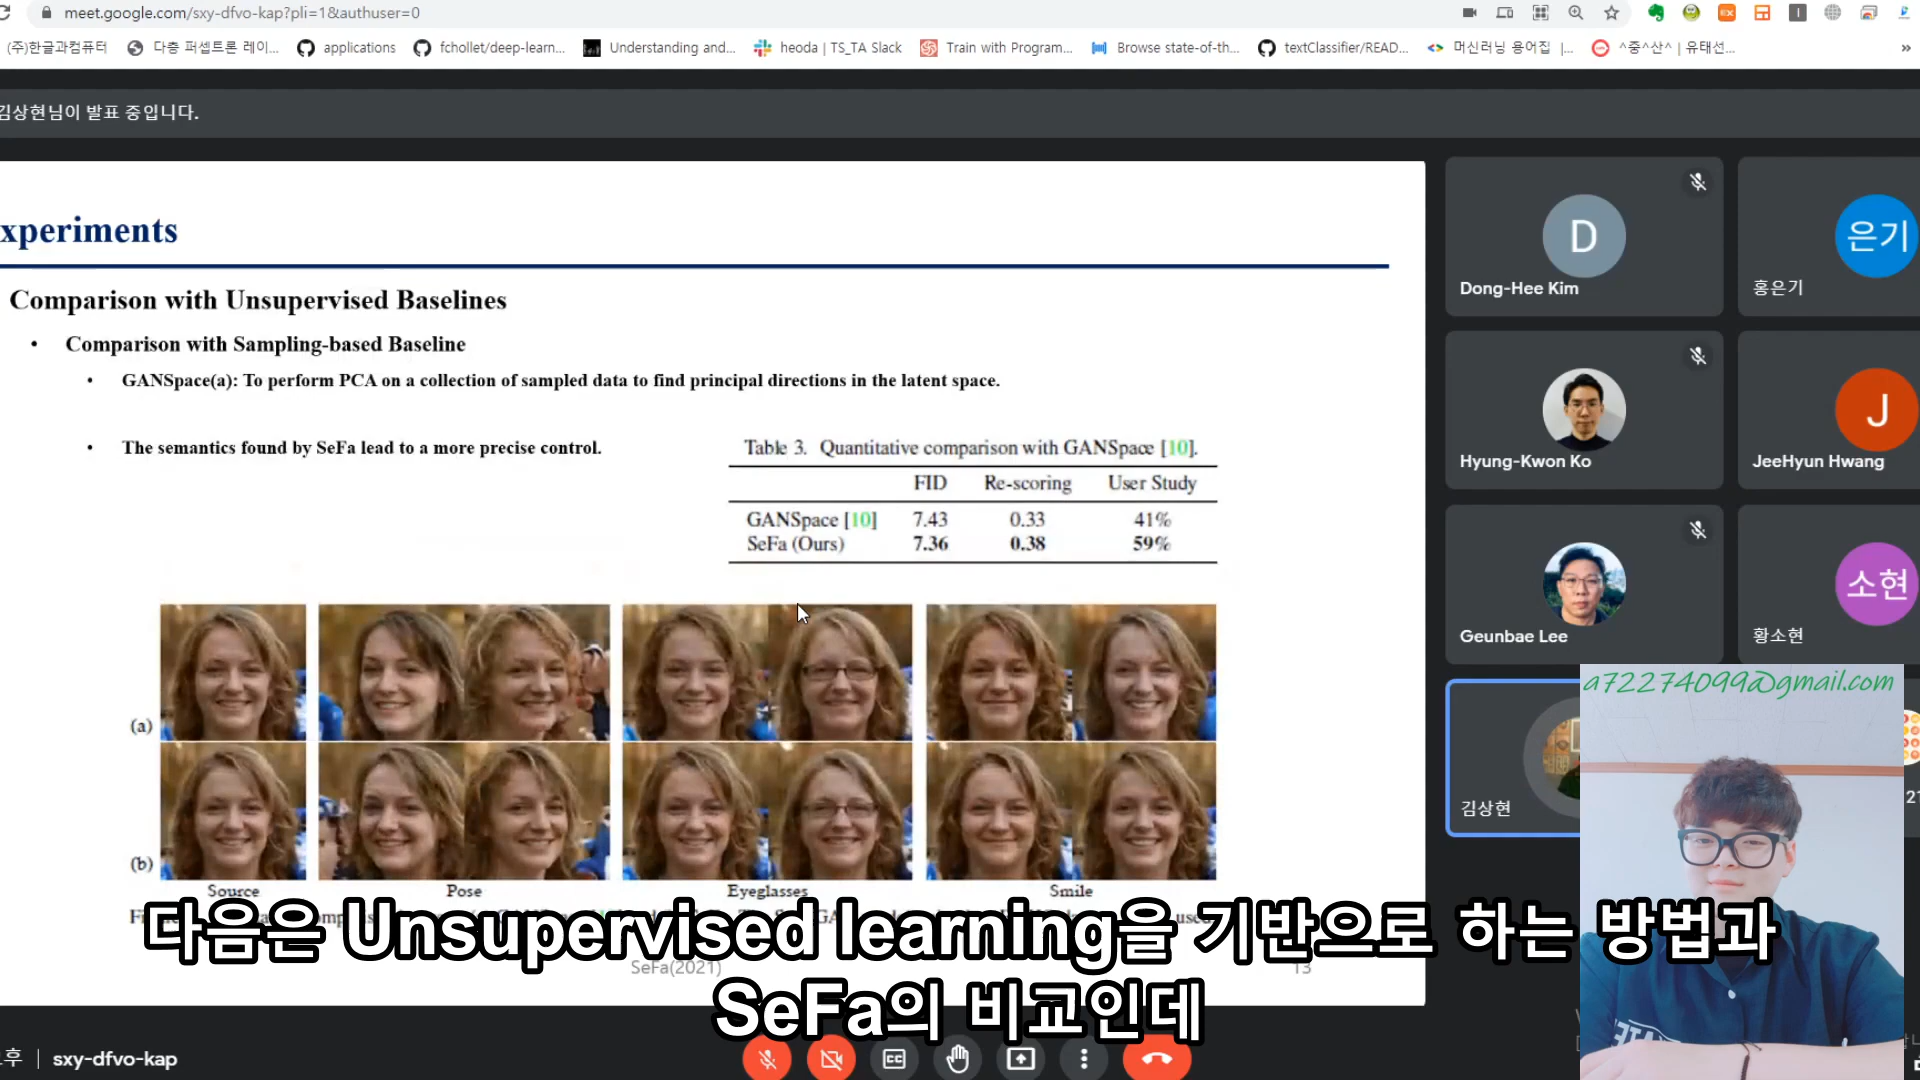 meet.google.com/sxy-dfvo-kap?pli=1&authuser=0
(주)한글과컴퓨터
다층 퍼셉트론 레이...
applications
fchollet/deep-learn...
Understanding and...
heoda | TS_TA Slack
Train with Program...
Browse state-of-th...
textClassifier/READ...
머신러닝 용어집 |...
^중^산^ | 유태선...
김상현님이 발표 중입니다.
xperiments
Comparison with Unsupervised Baselines
• Comparison with Sampling-based Baseline
• GANSpace(a): To perform PCA on a collection of sampled data to find principal directions in the latent space.
• The semantics found by SeFa lead to a more precise control.
Table 3. Quantitative comparison with GANSpace [10].
FID Re-scoring User Study
GANSpace [10] 7.43 0.33 41%
SeFa (Ours) 7.36 0.38 59%
(a)
(b)
Source Pose Eyeglasses Smile
SeFa(2021)
13
다음은 Unsupervised learning을 기반으로 하는 방법과
SeFa의 비교인데
D
Dong-Hee Kim
은기
홍은기
Hyung-Kwon Ko
J
JeeHyun Hwang
Geunbae Lee
소현
황소현
김상현
a72274099@gmail.com
sxy-dfvo-kap